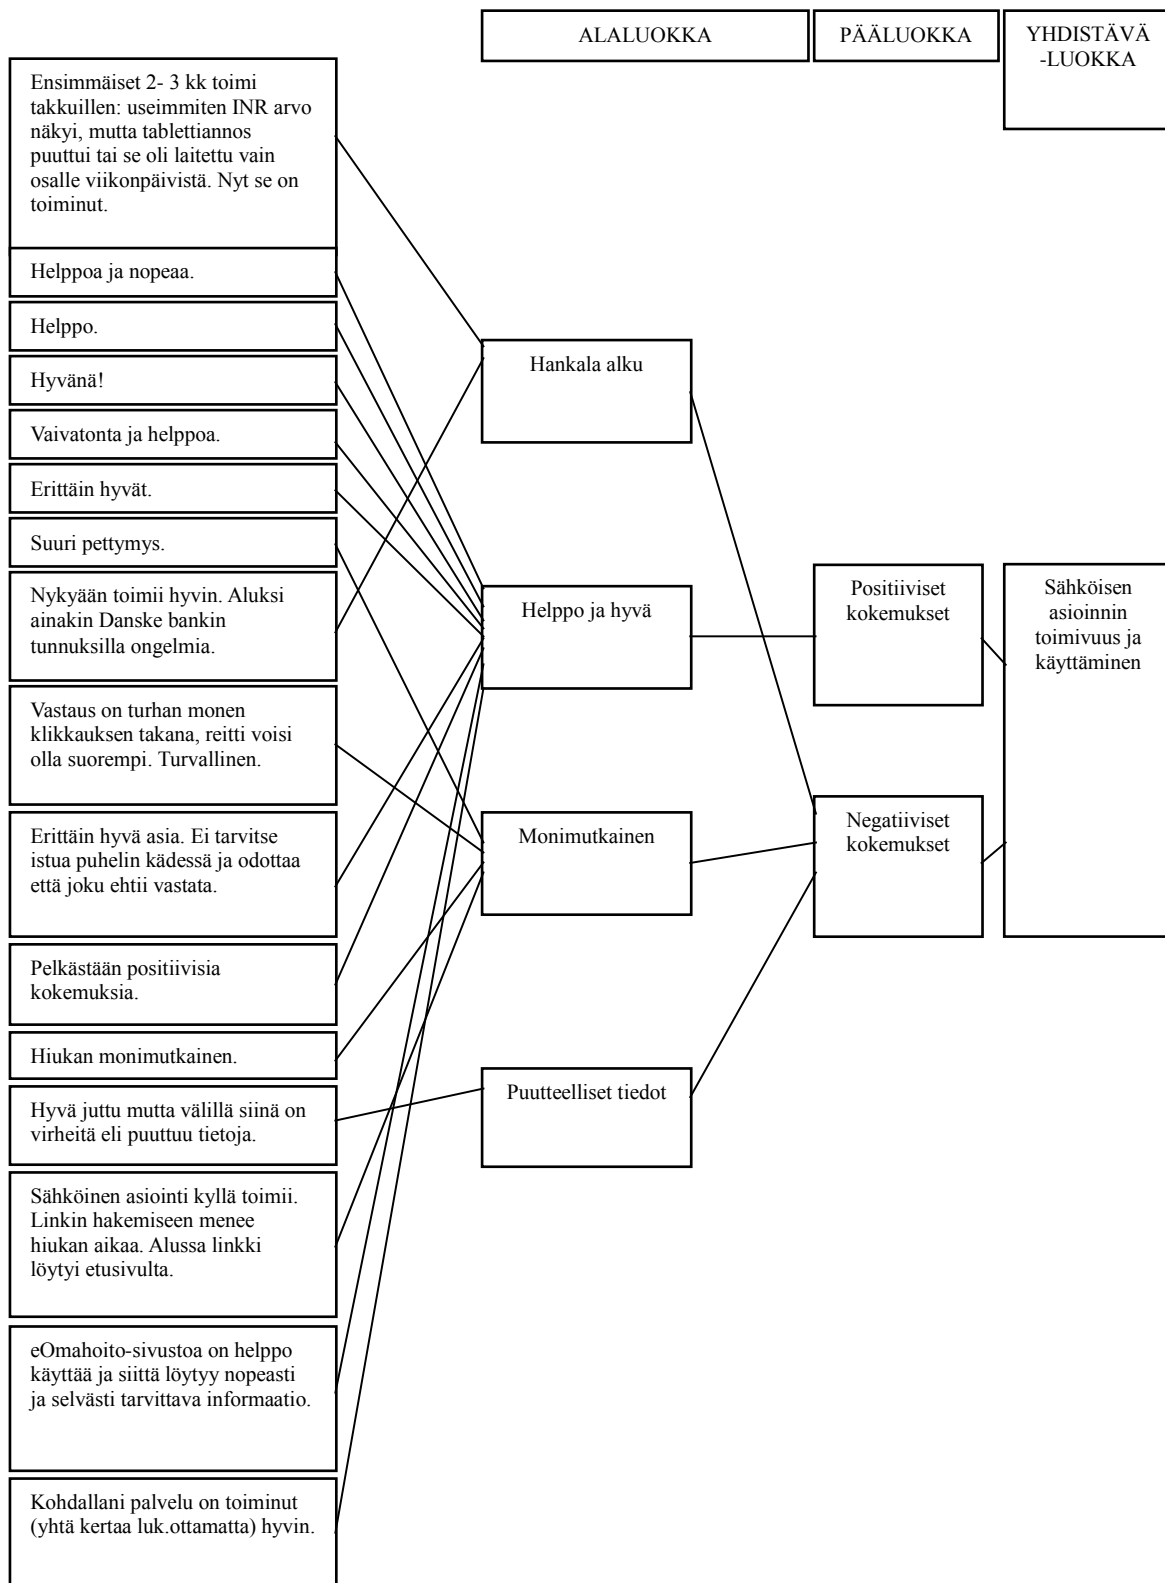 ALALUOKKA
PÄÄLUOKKA
YHDISTÄVÄ
-LUOKKA
Ensimmäiset 2- 3 kk toimi
takkuillen: useimmiten INR arvo
näkyi, mutta tablettiannos
puuttui tai se oli laitettu vain
osalle viikonpäivistä. Nyt se on
toiminut.
Helppoa ja nopeaa.
Helppo.
Hyvänä!
Vaivatonta ja helppoa.
Erittäin hyvät.
Suuri pettymys.
Nykyään toimii hyvin. Aluksi
ainakin Danske bankin
tunnuksilla ongelmia.
Vastaus on turhan monen
klikkauksen takana, reitti voisi
olla suorempi. Turvallinen.
Erittäin hyvä asia. Ei tarvitse
istua puhelin kädessä ja odottaa
että joku ehtii vastata.
Pelkästään positiivisia
kokemuksia.
Hiukan monimutkainen.
Hyvä juttu mutta välillä siinä on
virheitä eli puuttuu tietoja.
Sähköinen asiointi kyllä toimii.
Linkin hakemiseen menee
hiukan aikaa. Alussa linkki
löytyi etusivulta.
eOmahoito-sivustoa on helppo
käyttää ja siittä löytyy nopeasti
ja selvästi tarvittava informaatio.
Kohdallani palvelu on toiminut
(yhtä kertaa luk.ottamatta) hyvin.
Hankala alku
Helppo ja hyvä
Monimutkainen
Puutteelliset tiedot
Positiiviset
kokemukset
Negatiiviset
kokemukset
Sähköisen
asioinnin
toimivuus ja
käyttäminen